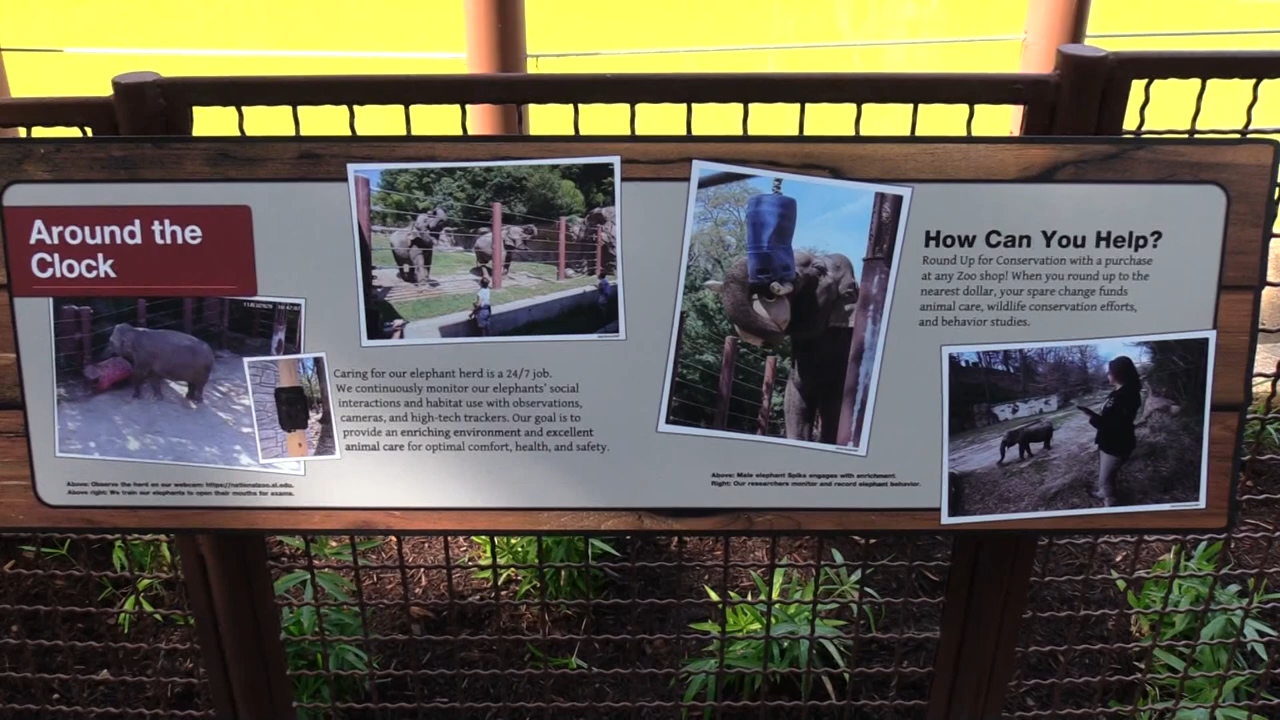 Around the
Clock
Caring for our elephant herd is a 24/7 job.
We continuously monitor our elephants' social
interactions and habitat use with observations,
cameras, and high-tech trackers. Our goal is to
provide an enriching environment and excellent
animal care for optimal comfort, health, and safety.
Above: Observe the herd on our webcam: https://nationalzoo.si.edu.
Above right: We train our elephants to open their mouths for exams.
Above: Male elephant Spike engages with enrichment.
Right: Our researchers monitor and record elephant behavior.
How Can You Help?
Round Up for Conservation with a purchase
at any Zoo shop! When you round up to the
nearest dollar, your spare change funds
animal care, wildlife conservation efforts,
and behavior studies.